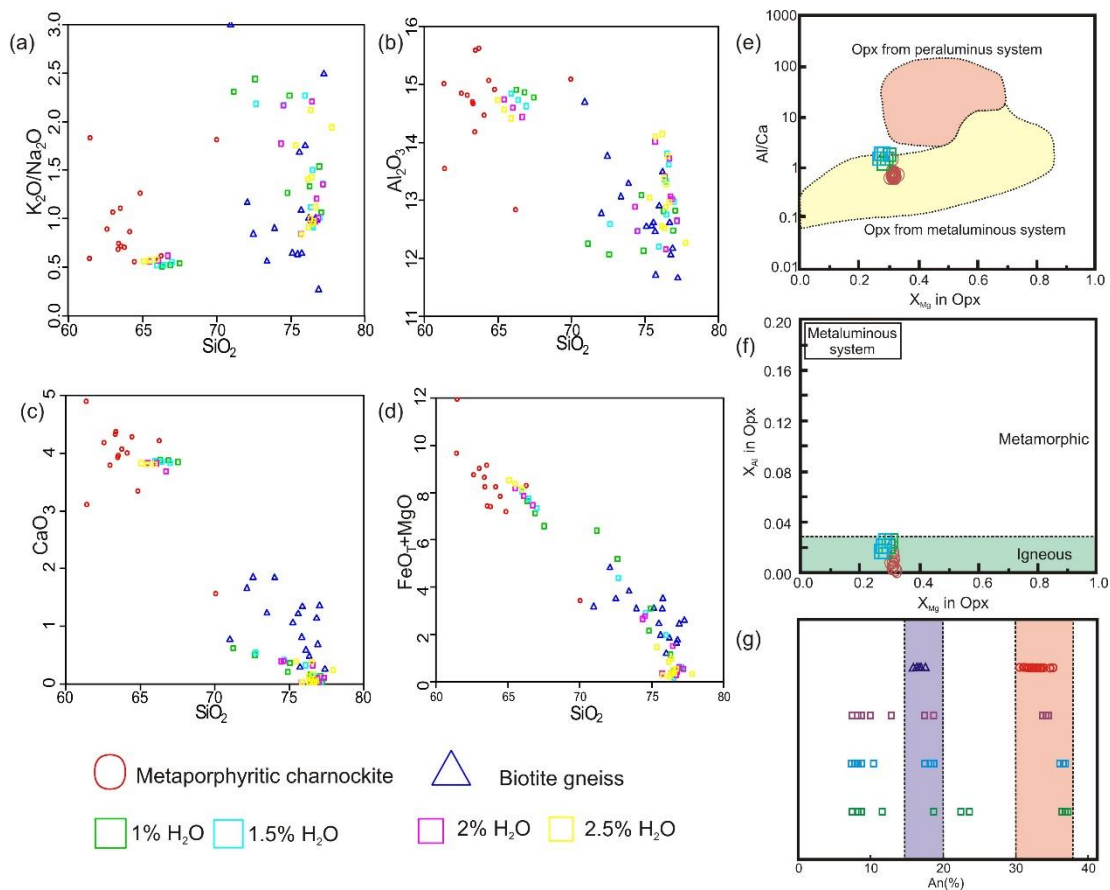 (a)
3.0
2.5
2.0
1.5
1.0
0.5
0.0
K₂O/Na₂O
60 65 70 75 80
SiO₂
(b)
16
15
14
13
12
11
Al₂O₃
60 65 70 75 80
SiO₂
(e)
1000
100
10
1
0.1
0.01
Al/Ca
Opx from peraluminus system
Opx from metaluminous system
0.0 0.2 0.4 0.6 0.8 1.0
X_Mg in Opx
(c)
5
4
3
2
1
0
CaO
60 65 70 75 80
SiO₂
(d)
12
10
8
6
4
2
0
FeO_T+MgO
60 65 70 75 80
SiO₂
(f)
0.20
0.16
0.12
0.08
0.04
0.00
X_Al in Opx
Metaluminous
system
Metamorphic
Igneous
0.0 0.2 0.4 0.6 0.8 1.0
X_Mg in Opx
(g)
0 10 20 30 40
An(%)
Metaporphyritic charnockite
Biotite gneiss
1% H₂O
1.5% H₂O
2% H₂O
2.5% H₂O